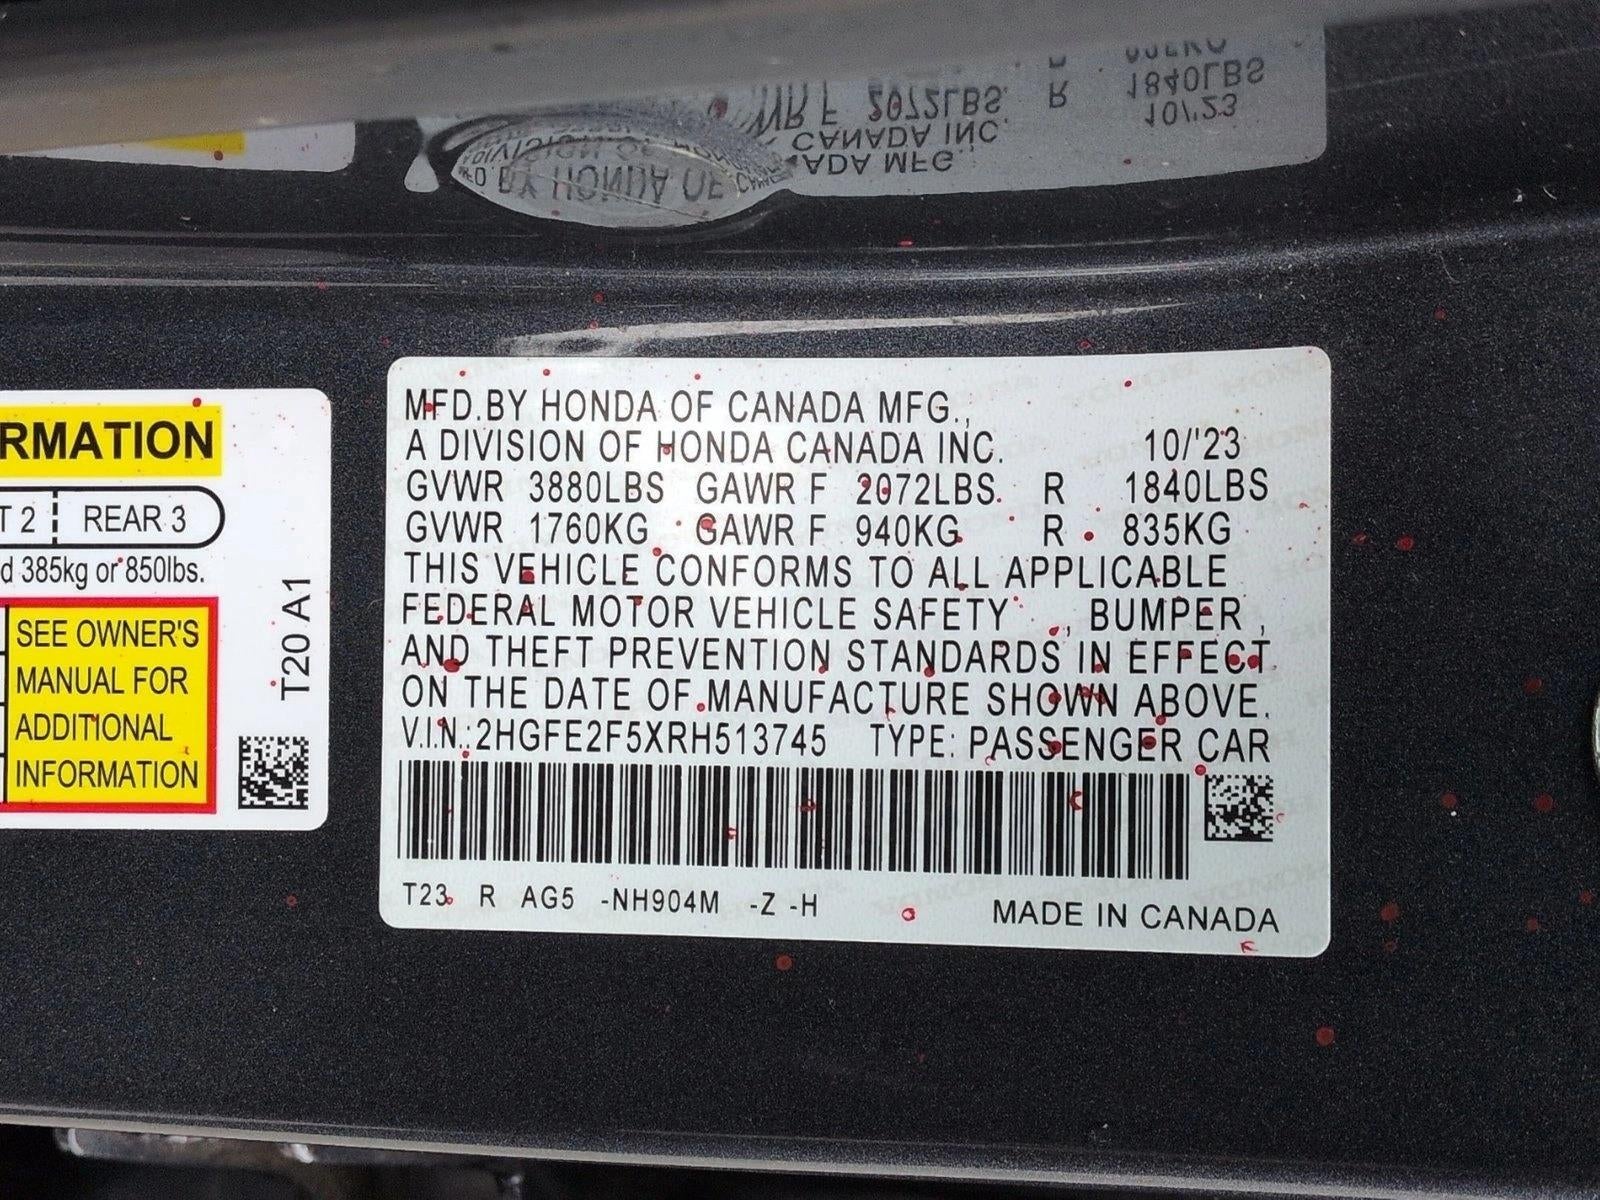 RMATION
T 2 REAR 3
d 385kg or 850lbs.
SEE OWNER'S
MANUAL FOR
ADDITIONAL
INFORMATION
T20 A1
MFD.BY HONDA OF CANADA MFG.,
A DIVISION OF HONDA CANADA INC. 10/'23
GVWR 3880LBS GAWR F 2072LBS. R 1840LBS
GVWR 1760KG GAWR F 940KG R 835KG
THIS VEHICLE CONFORMS TO ALL APPLICABLE
FEDERAL MOTOR VEHICLE SAFETY , BUMPER ,
AND THEFT PREVENTION STANDARDS IN EFFECT
ON THE DATE OF MANUFACTURE SHOWN ABOVE.
V.I.N.:2HGFE2F5XRH513745 TYPE: PASSENGER CAR
T23 R AG5 -NH904M -Z -H MADE IN CANADA